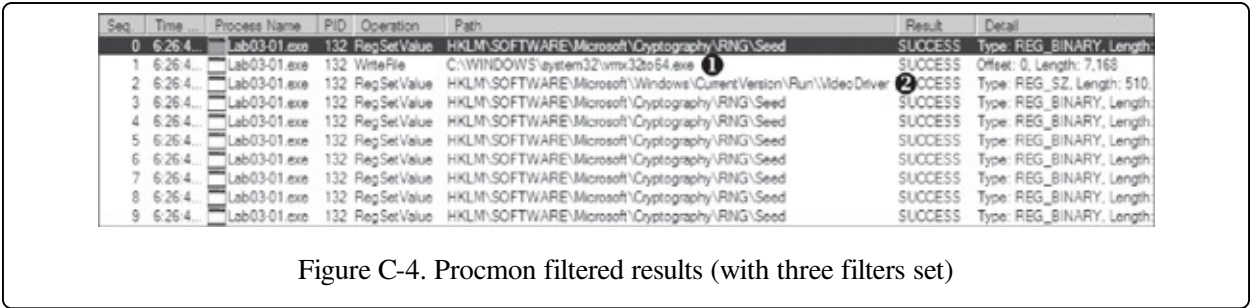 Seq. Time ... Process Name PID Operation Path Result Detail
0 6:26:4... Lab03-01.exe 132 RegSetValue HKLM\SOFTWARE\Microsoft\Cryptography\RNG\Seed SUCCESS Type: REG_BINARY, Length:
1 6:26:4... Lab03-01.exe 132 WriteFile C:\WINDOWS\system32\vmx32to64.exe ❶ SUCCESS Offset: 0, Length: 7,168
2 6:26:4... Lab03-01.exe 132 RegSetValue HKLM\SOFTWARE\Microsoft\Windows\CurrentVersion\Run\VideoDriver ❷ CCESS Type: REG_SZ, Length: 510,
3 6:26:4... Lab03-01.exe 132 RegSetValue HKLM\SOFTWARE\Microsoft\Cryptography\RNG\Seed SUCCESS Type: REG_BINARY, Length:
4 6:26:4... Lab03-01.exe 132 RegSetValue HKLM\SOFTWARE\Microsoft\Cryptography\RNG\Seed SUCCESS Type: REG_BINARY, Length:
5 6:26:4... Lab03-01.exe 132 RegSetValue HKLM\SOFTWARE\Microsoft\Cryptography\RNG\Seed SUCCESS Type: REG_BINARY, Length:
6 6:26:4... Lab03-01.exe 132 RegSetValue HKLM\SOFTWARE\Microsoft\Cryptography\RNG\Seed SUCCESS Type: REG_BINARY, Length:
7 6:26:4... Lab03-01.exe 132 RegSetValue HKLM\SOFTWARE\Microsoft\Cryptography\RNG\Seed SUCCESS Type: REG_BINARY, Length:
8 6:26:4... Lab03-01.exe 132 RegSetValue HKLM\SOFTWARE\Microsoft\Cryptography\RNG\Seed SUCCESS Type: REG_BINARY, Length:
9 6:26:4... Lab03-01.exe 132 RegSetValue HKLM\SOFTWARE\Microsoft\Cryptography\RNG\Seed SUCCESS Type: REG_BINARY, Length:
Figure C-4. Procmon filtered results (with three filters set)